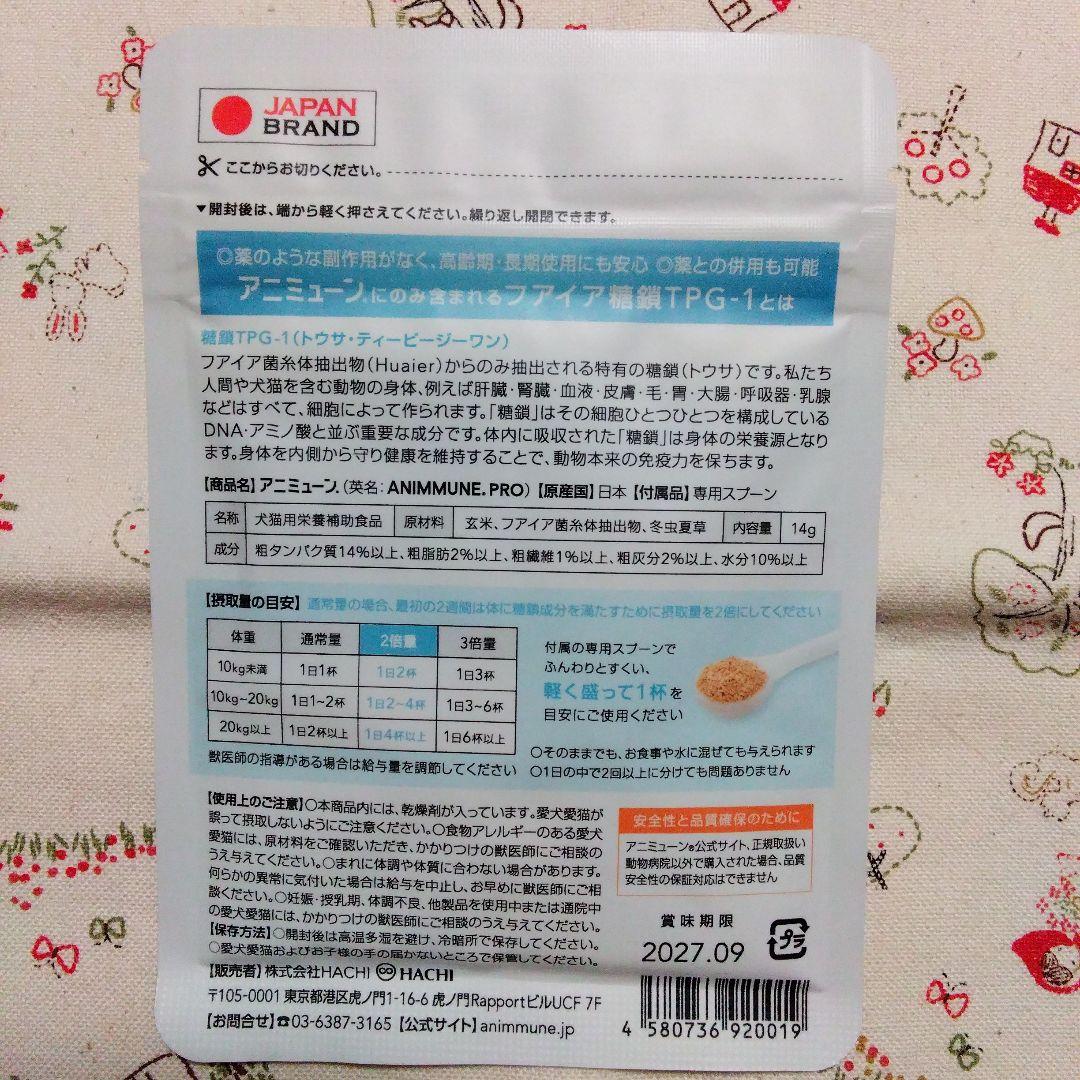 JAPAN
BRAND
ここからお切りください。
▼開封後は、端から軽く押さえてください。繰り返し開閉できます。
◎薬のような副作用がなく、高齢期・長期使用にも安心 ◎薬との併用も可能
アニミューン.にのみ含まれるフアイア糖鎖TPG-1とは
糖鎖TPG-1(トウサ・ティーピージーワン)
フアイア菌糸体抽出物(Huaier)からのみ抽出される特有の糖鎖(トウサ)です。私たち
人間や犬猫を含む動物の身体、例えば肝臓・腎臓・血液・皮膚・毛・胃・大腸・呼吸器・乳腺
などはすべて、細胞によって作られます。「糖鎖」はその細胞ひとつひとつを構成している
DNA・アミノ酸と並ぶ重要な成分です。体内に吸収された「糖鎖」は身体の栄養源となり
ます。身体を内側から守り健康を維持することで、動物本来の免疫力を保ちます。
【商品名】アニミューン.(英名:ANIMMUNE.PRO)【原産国】日本【付属品】専用スプーン
名称 犬猫用栄養補助食品 原材料 玄米、フアイア菌糸体抽出物、冬虫夏草 内容量 14g
成分 粗タンパク質14%以上、粗脂肪2%以上、粗繊維1%以上、粗灰分2%以上、水分10%以上
【摂取量の目安】通常量の場合、最初の2週間は体に糖鎖成分を満たすために摂取量を2倍にしてください
体重 通常量 2倍量 3倍量
10kg未満 1日1杯 1日2杯 1日3杯
10kg~20kg 1日1~2杯 1日2~4杯 1日3~6杯
20kg以上 1日2杯以上 1日4杯以上 1日6杯以上
獣医師の指導がある場合は給与量を調節してください
付属の専用スプーンで
ふんわりとすくい、
軽く盛って1杯を
目安にご使用ください
○そのままでも、お食事や水に混ぜても与えられます
○1日の中で2回以上に分けても問題ありません
【使用上のご注意】○本商品内には、乾燥剤が入っています。愛犬愛猫が
誤って摂取しないようにご注意ください。○食物アレルギーのある愛犬
愛猫には、原材料をご確認いただき、かかりつけの獣医師にご相談の
うえ与えてください。○まれに体調や体質に合わない場合があります。
何らかの異常に気付いた場合は給与を中止し、お早めに獣医師にご相
談ください。○妊娠・授乳期、体調不良、他製品を使用中または通院中
の愛犬愛猫には、かかりつけの獣医師にご相談のうえ与えてください。
【保存方法】○開封後は高温多湿を避け、冷暗所で保存してください。
○愛犬愛猫およびお子様の手の届かないところで保管してください。
安全性と品質確保のために
アニミューン®公式サイト、正規取扱い
動物病院以外で購入された場合、品質
安全性の保証対応はできません
賞味期限
2027.09
プラ
【販売者】株式会社HACHI HACHI
〒105-0001 東京都港区虎ノ門1-16-6 虎ノ門RapportビルUCF 7F
【お問合せ】☎03-6387-3165【公式サイト】animmune.jp
4 580736 920019